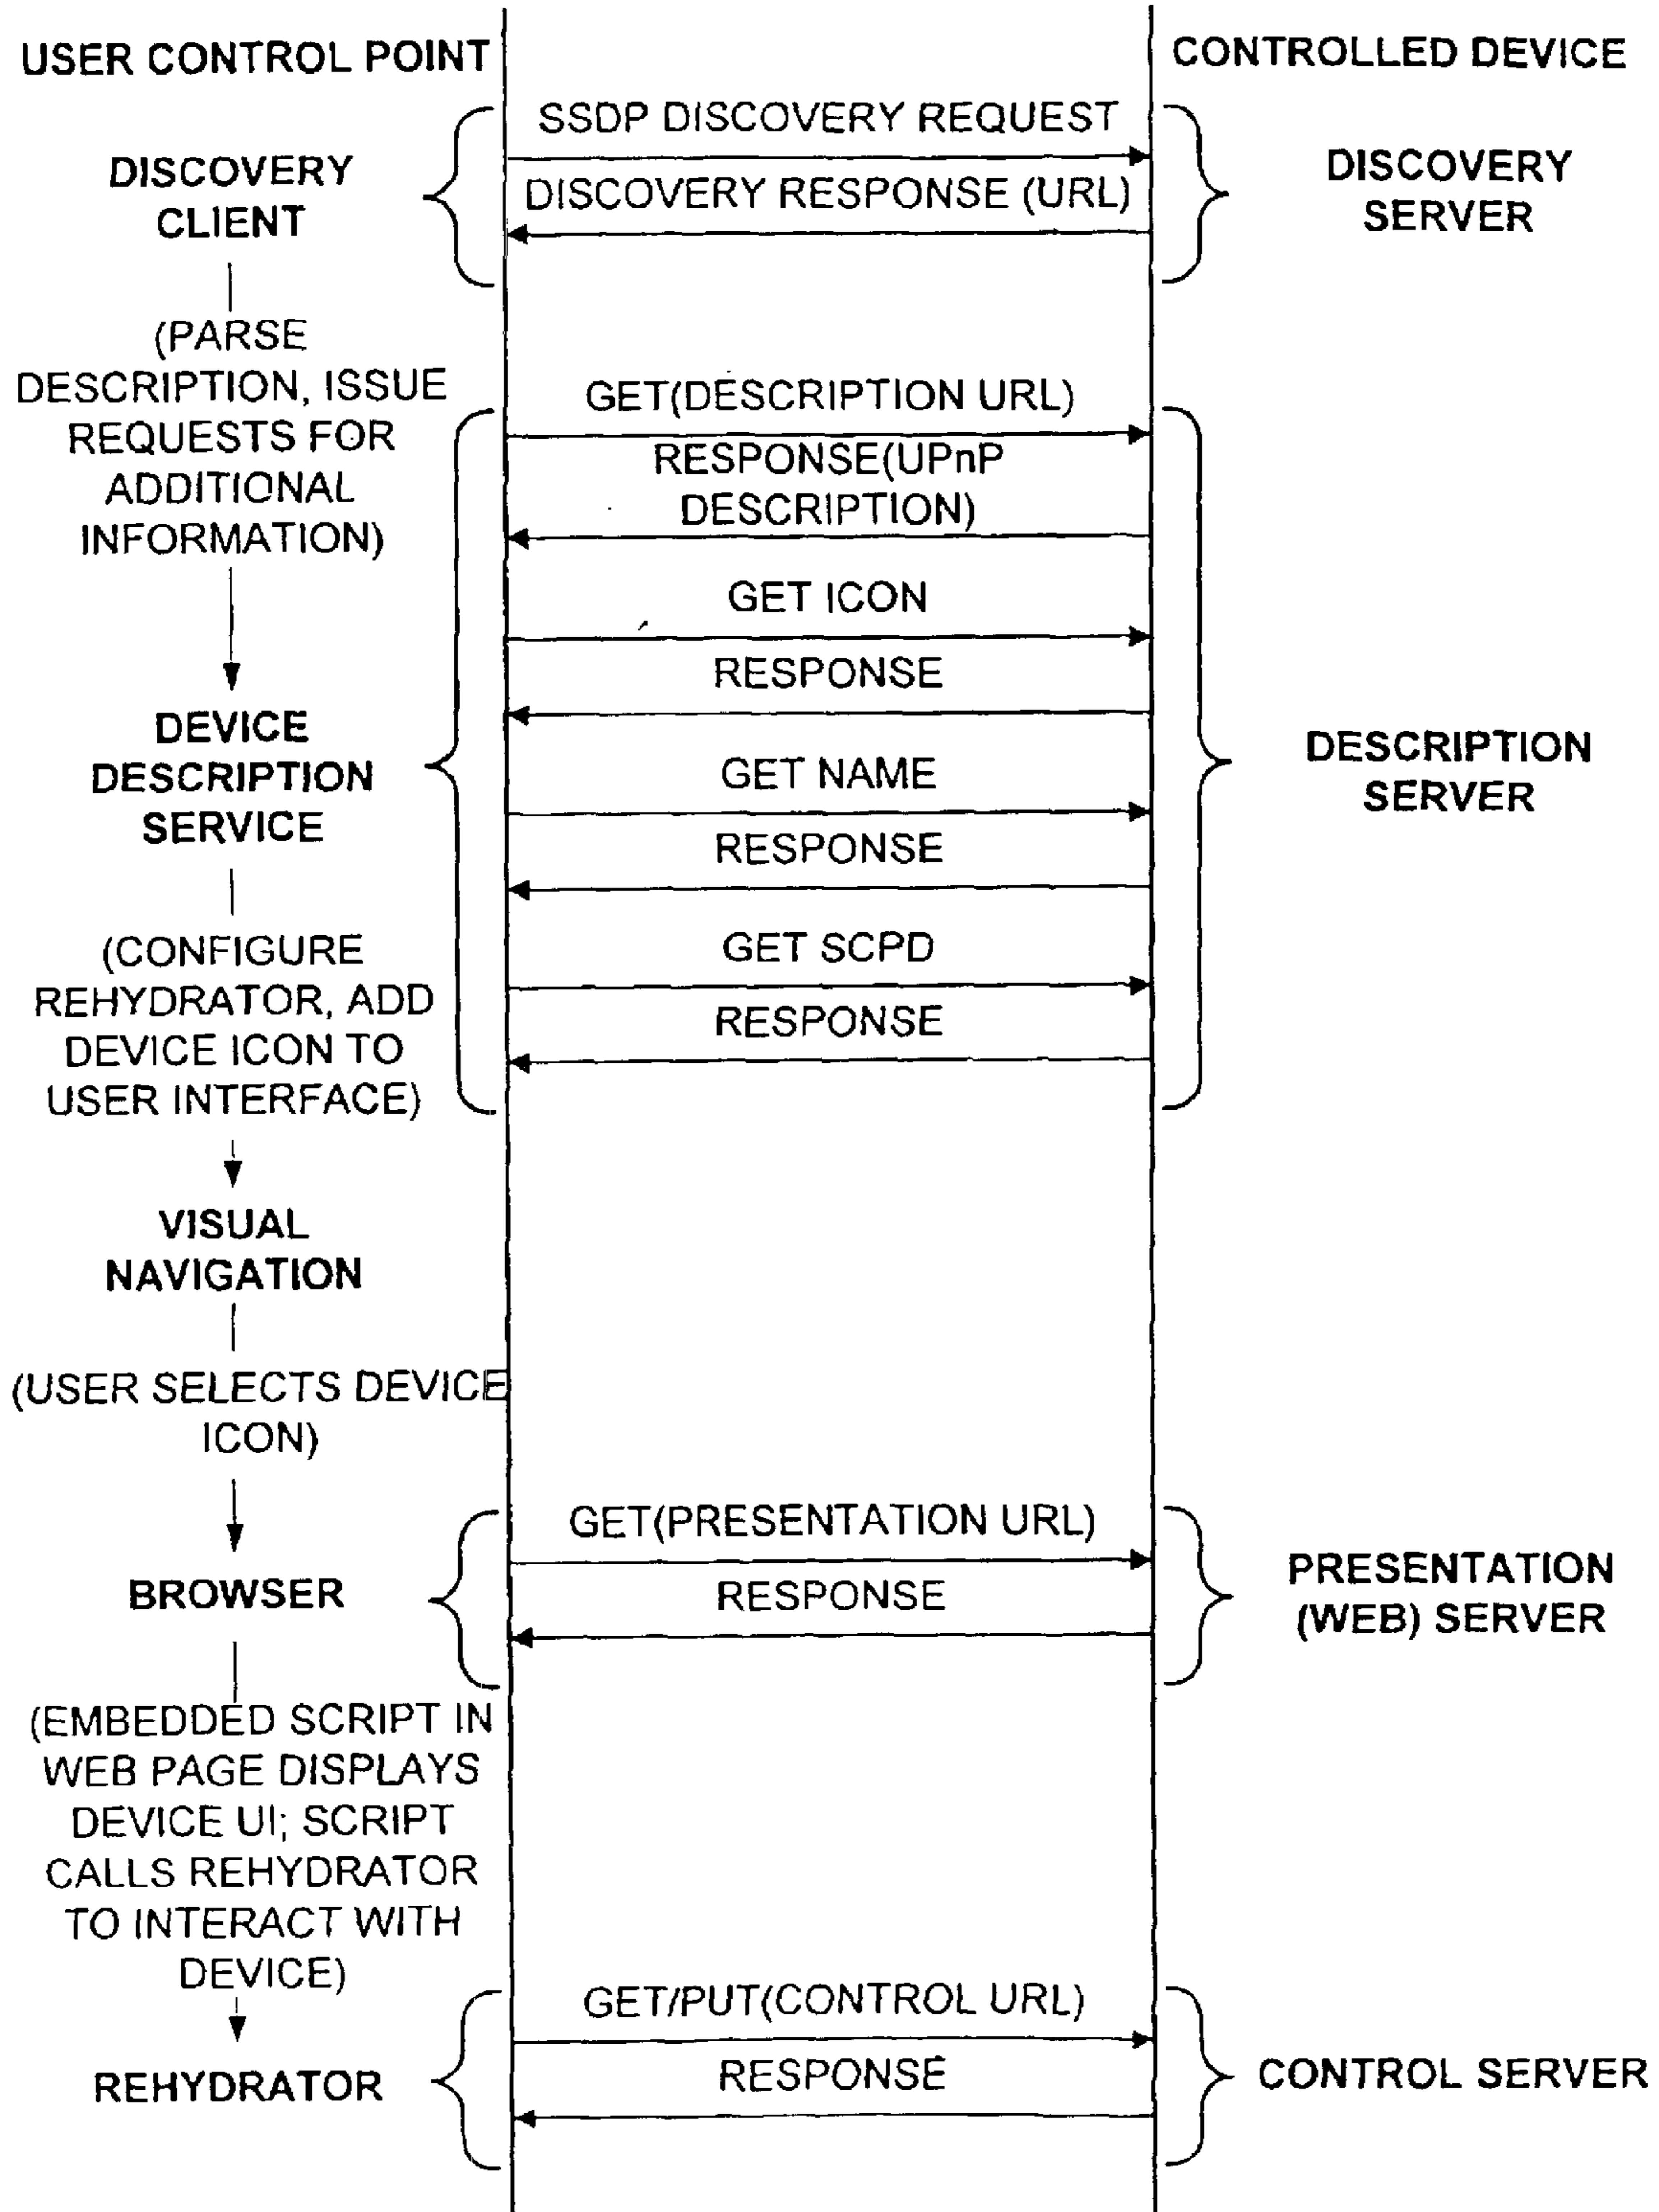 USER CONTROL POINT
CONTROLLED DEVICE
SSDP DISCOVERY REQUEST
DISCOVERY
CLIENT
DISCOVERY RESPONSE (URL)
DISCOVERY
SERVER
(PARSE
DESCRIPTION, ISSUE
REQUESTS FOR
ADDITIONAL
INFORMATION)
GET(DESCRIPTION URL)
RESPONSE(UPnP
DESCRIPTION)
GET ICON
RESPONSE
DEVICE
DESCRIPTION
SERVICE
GET NAME
RESPONSE
DESCRIPTION
SERVER
(CONFIGURE
REHYDRATOR, ADD
DEVICE ICON TO
USER INTERFACE)
GET SCPD
RESPONSE
VISUAL
NAVIGATION
(USER SELECTS DEVICE
ICON)
GET(PRESENTATION URL)
BROWSER
RESPONSE
PRESENTATION
(WEB) SERVER
(EMBEDDED SCRIPT IN
WEB PAGE DISPLAYS
DEVICE UI; SCRIPT
CALLS REHYDRATOR
TO INTERACT WITH
DEVICE)
GET/PUT(CONTROL URL)
REHYDRATOR
RESPONSE
CONTROL SERVER